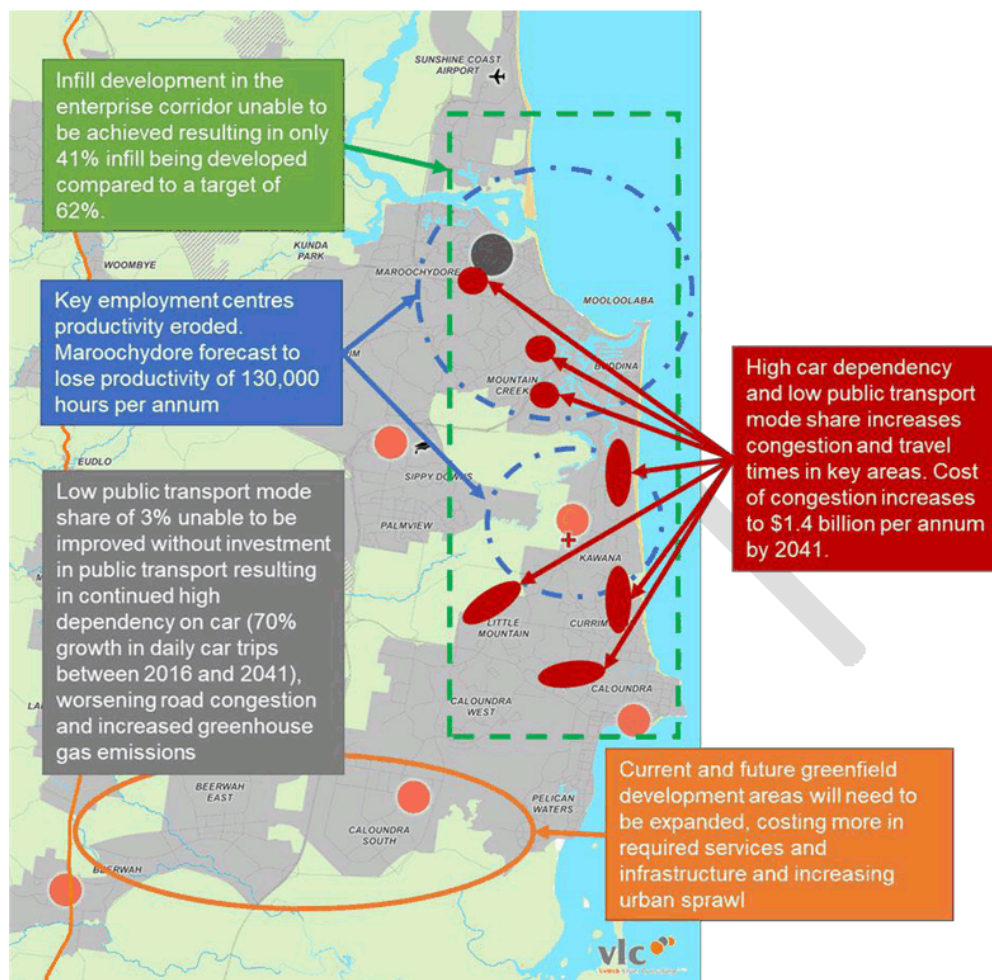 SUNSHINE COAST
AIRPORT
Infill development in the
enterprise corridor unable to
be achieved resulting in only
41% infill being developed
compared to a target of
62%.
KUNDA
PARK
WOOMBYE
MAROOCHYDORE
MOOLOOLABA
Key employment centres
productivity eroded.
Maroochydore forecast to
lose productivity of 130,000
hours per annum
IM
BUDDINA
MOUNTAIN
CREEK
High car dependency
and low public transport
mode share increases
congestion and travel
times in key areas. Cost
of congestion increases
to $1.4 billion per annum
by 2041.
EUDLO
SIPPY DOWNS
PALMVIEW
Low public transport mode
share of 3% unable to be
improved without investment
in public transport resulting
in continued high
dependency on car (70%
growth in daily car trips
between 2016 and 2041),
worsening road congestion
and increased greenhouse
gas emissions
KAWANA
LITTLE
MOUNTAIN
CURRIM
CALOUNDRA
WEST
CALOUNDRA
BEERWAH
EAST
CALOUNDRA
SOUTH
PELICAN
WATERS
BEERWAH
Current and future greenfield
development areas will need to
be expanded, costing more in
required services and
infrastructure and increasing
urban sprawl
vlc